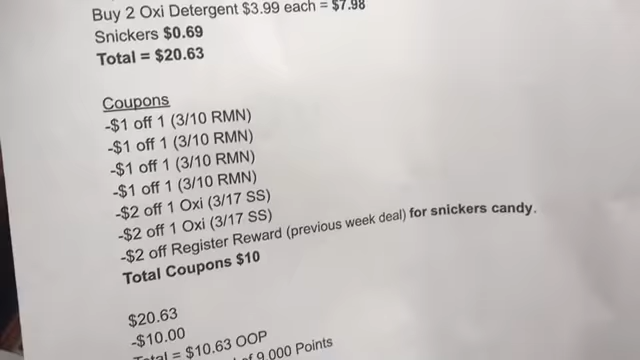 Buy 2 Oxi Detergent $3.99 each = $7.98
Snickers $0.69
Total = $20.63
Coupons
-$1 off 1 (3/10 RMN)
-$1 off 1 (3/10 RMN)
-$1 off 1 (3/10 RMN)
-$1 off 1 (3/10 RMN)
-$2 off 1 Oxi (3/17 SS)
-$2 off 1 Oxi (3/17 SS)
-$2 off Register Reward (previous week deal) for snickers candy.
Total Coupons $10
$20.63
-$10.00
Total = $10.63 OOP
of 9,000 Points